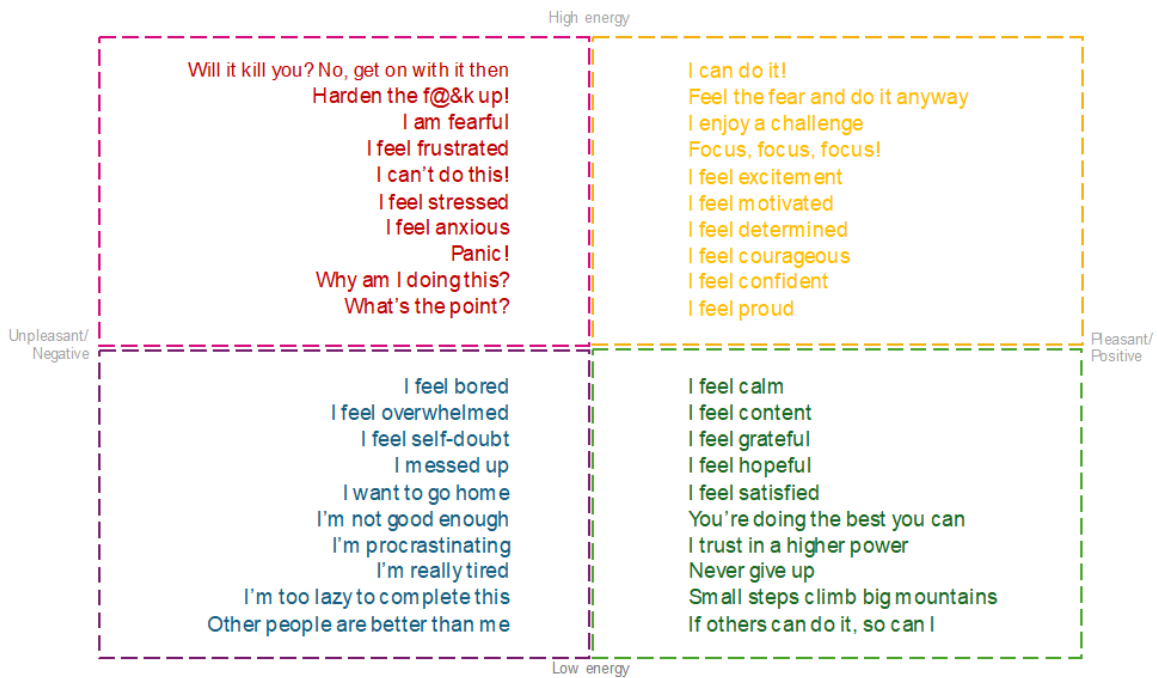 High energy
Will it kill you? No, get on with it then
Harden the f@&k up!
I am fearful
I feel frustrated
I can't do this!
I feel stressed
I feel anxious
Panic!
Why am I doing this?
What's the point?
I can do it!
Feel the fear and do it anyway
I enjoy a challenge
Focus, focus, focus!
I feel excitement
I feel motivated
I feel determined
I feel courageous
I feel confident
I feel proud
Unpleasant/
Negative
Pleasant/
Positive
I feel bored
I feel overwhelmed
I feel self-doubt
I messed up
I want to go home
I'm not good enough
I'm procrastinating
I'm really tired
I'm too lazy to complete this
Other people are better than me
I feel calm
I feel content
I feel grateful
I feel hopeful
I feel satisfied
You're doing the best you can
I trust in a higher power
Never give up
Small steps climb big mountains
If others can do it, so can I
Low energy